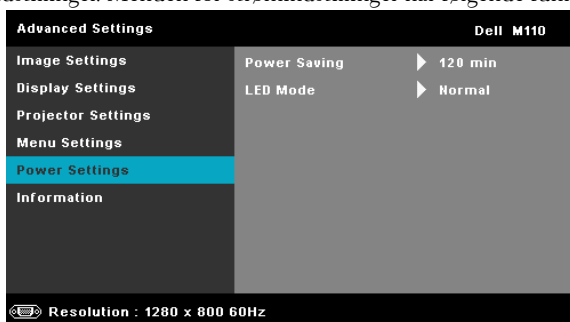 Advanced Settings Dell M110
Image Settings Power Saving 120 min
Display Settings LED Mode Normal
Projector Settings
Menu Settings
Power Settings
Information
Resolution : 1280 x 800 60Hz